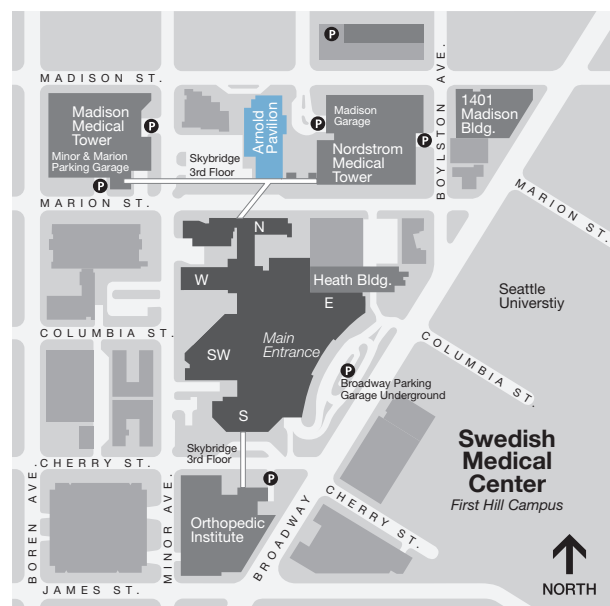 P
MADISON ST.
BOYLSTON AVE.
Madison
Medical
Tower
Minor & Marion
Parking Garage
P
P
Arnold
Pavilion
Skybridge
3rd Floor
P
Madison
Garage
Nordstrom
Medical
Tower
P
1401
Madison
Bldg.
MARION ST.
MARION ST.
N
W
Heath Bldg.
E
Seattle
Universtiy
COLUMBIA ST.
COLUMBIA ST.
SW
Main
Entrance
P
Broadway Parking
Garage Underground
S
Skybridge
3rd Floor
CHERRY ST.
CHERRY ST.
P
Orthopedic
Institute
BOREN AVE.
MINOR AVE.
BROADWAY
JAMES ST.
Swedish
Medical
Center
First Hill Campus
NORTH